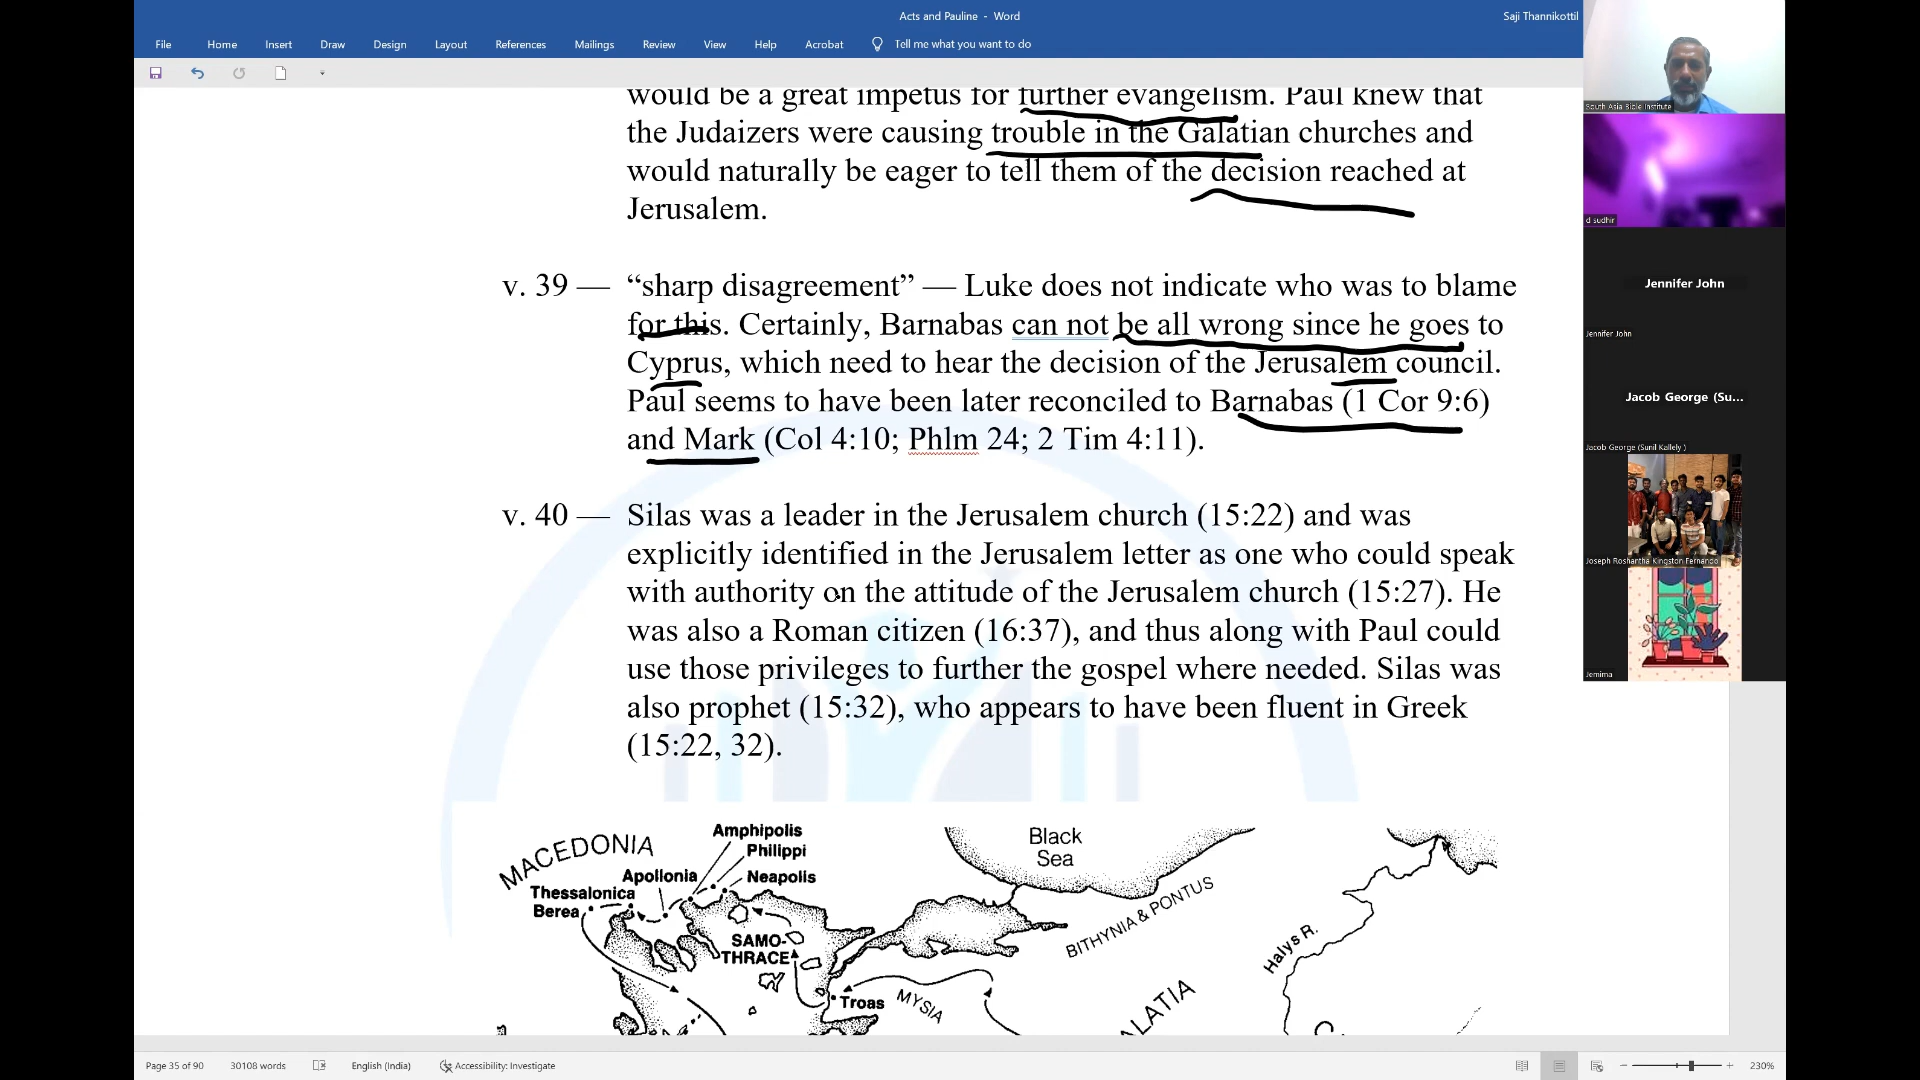 Acts and Pauline - Word
Saji Thannikottil
File Home Insert Draw Design Layout References Mailings Review View Help Acrobat Tell me what you want to do
would be a great impetus for further evangelism. Paul knew that
the Judaizers were causing trouble in the Galatian churches and
would naturally be eager to tell them of the decision reached at
Jerusalem.
v. 39 — “sharp disagreement” — Luke does not indicate who was to blame
for this. Certainly, Barnabas can not be all wrong since he goes to
Cyprus, which need to hear the decision of the Jerusalem council.
Paul seems to have been later reconciled to Barnabas (1 Cor 9:6)
and Mark (Col 4:10; Phlm 24; 2 Tim 4:11).
v. 40 — Silas was a leader in the Jerusalem church (15:22) and was
explicitly identified in the Jerusalem letter as one who could speak
with authority on the attitude of the Jerusalem church (15:27). He
was also a Roman citizen (16:37), and thus along with Paul could
use those privileges to further the gospel where needed. Silas was
also prophet (15:32), who appears to have been fluent in Greek
(15:22, 32).
MACEDONIA
Amphipolis
Philippi
Apollonia
Neapolis
Thessalonica
Berea
SAMO-
THRACE
Troas
MYSIA
Black
Sea
BITHYNIA & PONTUS
Halys R.
ALATIA
C
South Asia Bible Institute
d sudhir
Jennifer John
Jennifer John
Jacob George (Su...
Jacob George (Sunil Kallely )
Joseph Roshantha Kingston Fernando
Jemima
Page 35 of 90 30108 words English (India) Accessibility: Investigate 230%